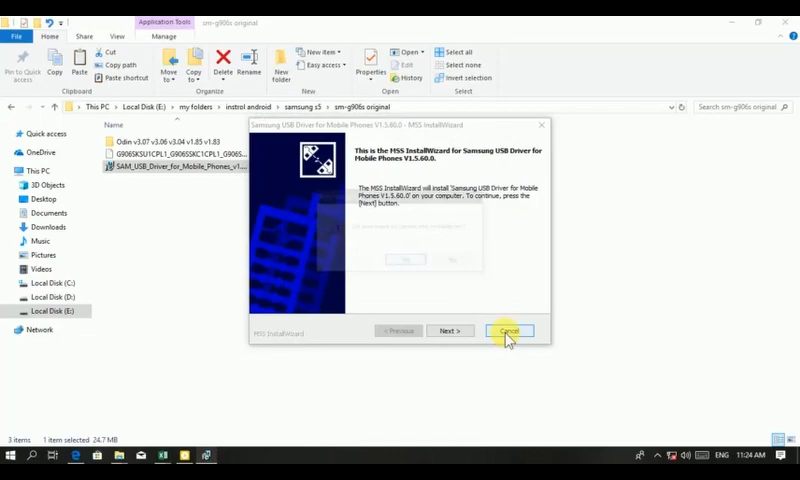 Application Tools
sm-g906s original
File
Home
Share
View
Manage
Pin to Quick access
Copy
Paste
Cut
Copy path
Paste shortcut
Clipboard
Move to
Copy to
Delete
Rename
Organize
New folder
New item
Easy access
New
Properties
Open
Edit
History
Open
Select all
Select none
Invert selection
Select
This PC
Local Disk (E:)
my folders
instrol android
samsung s5
sm-g906s original
Search sm-g906s original
Quick access
OneDrive
This PC
3D Objects
Desktop
Documents
Downloads
Music
Pictures
Videos
Local Disk (C:)
Local Disk (D:)
Local Disk (E:)
Network
Name
Odin v3.07 v3.06 v3.04 v1.85 v1.83
G906SKSU1CPL1_G906SSKC1CPL1_G906S...
SAM_USB_Driver_for_Mobile_Phones_v1....
Samsung USB Driver for Mobile Phones V1.5.60.0 - MSS InstallWizard
This is the MSS InstallWizard for Samsung USB Driver for
Mobile Phones V1.5.60.0.
The MSS InstallWizard will install 'Samsung USB Driver for Mobile
Phones V1.5.60.0' on your computer. To continue, press the
[Next] button.
MSS InstallWizard
< Previous
Next >
Cancel
3 items
1 item selected 24.7 MB
ENG
11:24 AM